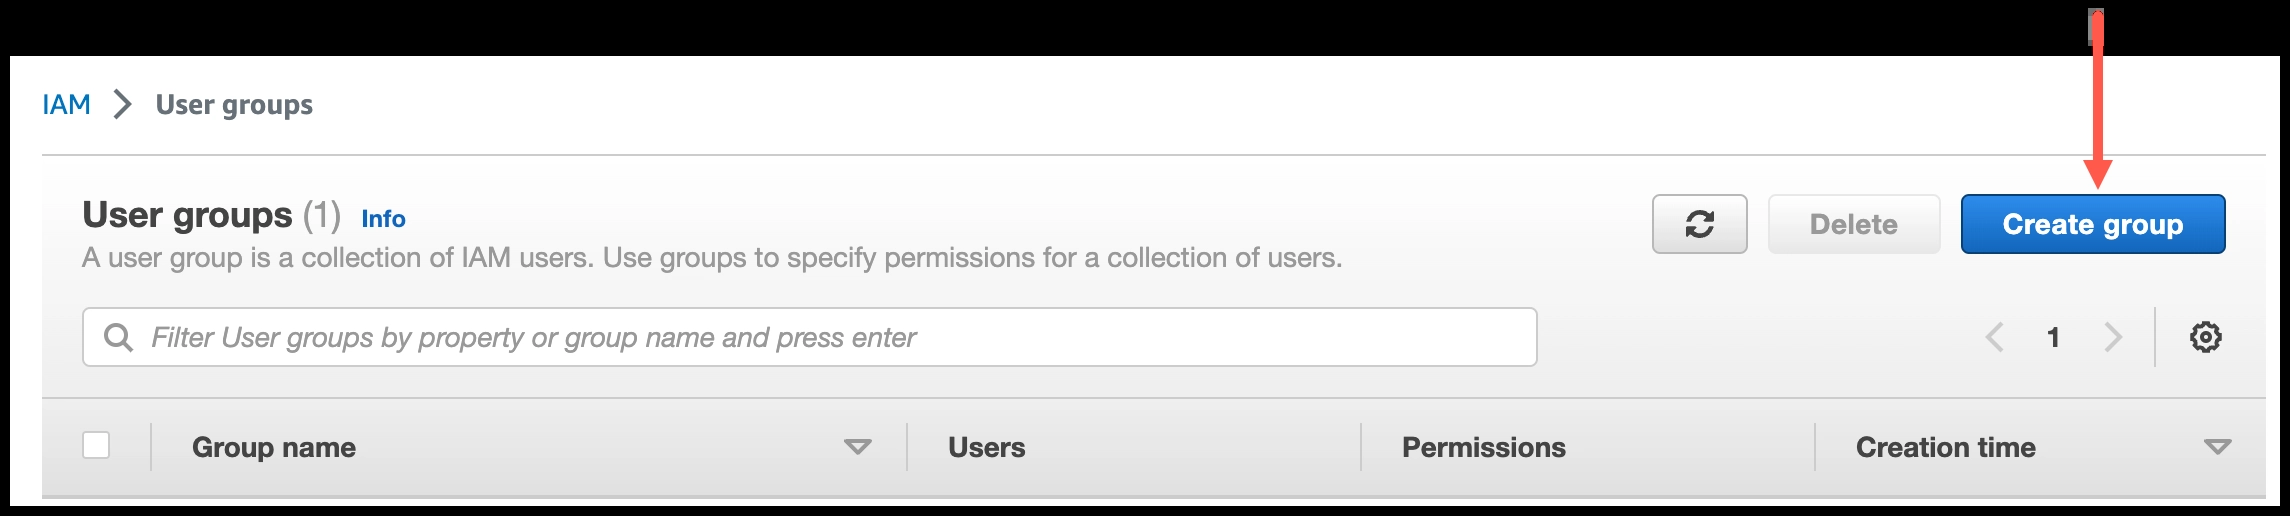 IAM > User groups
User groups (1) Info
A user group is a collection of IAM users. Use groups to specify permissions for a collection of users.
Delete
Create group
Filter User groups by property or group name and press enter
1
Group name Users Permissions Creation time